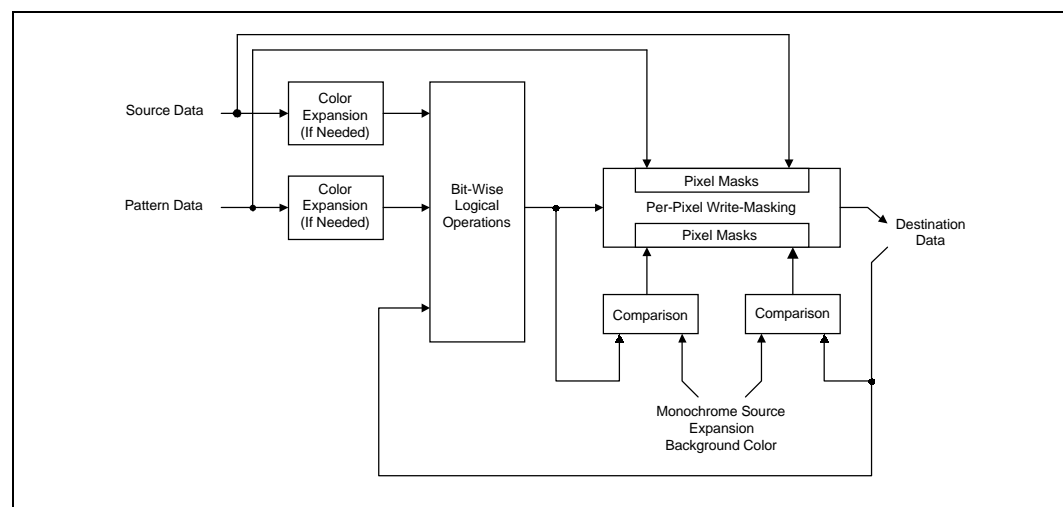 Source Data
Color
Expansion
(If Needed)
Pattern Data
Color
Expansion
(If Needed)
Bit-Wise
Logical
Operations
Pixel Masks
Per-Pixel Write-Masking
Pixel Masks
Destination
Data
Comparison
Comparison
Monochrome Source
Expansion
Background Color